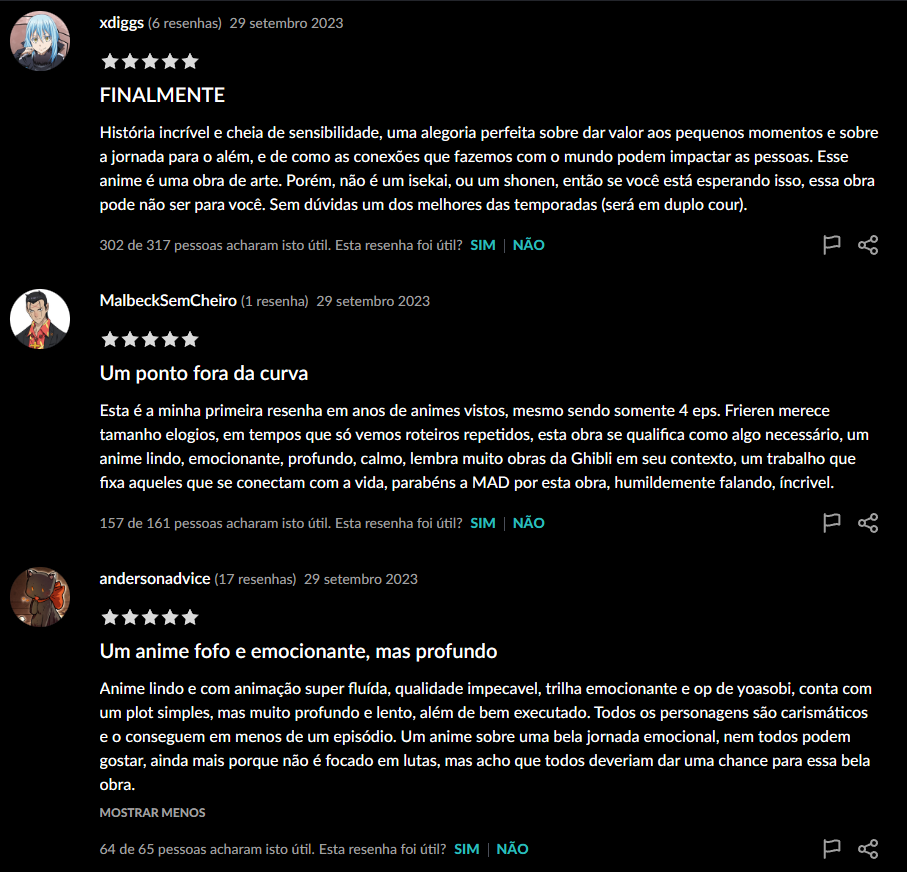 xdiggs (6 resenhas) 29 setembro 2023
FINALMENTE
História incrível e cheia de sensibilidade, uma alegoria perfeita sobre dar valor aos pequenos momentos e sobre
a jornada para o além, e de como as conexões que fazemos com o mundo podem impactar as pessoas. Esse
anime é uma obra de arte. Porém, não é um isekai, ou um shonen, então se você está esperando isso, essa obra
pode não ser para você. Sem dúvidas um dos melhores das temporadas (será em duplo cour).
302 de 317 pessoas acharam isto útil. Esta resenha foi útil? SIM | NÃO
MalbeckSemCheiro (1 resenha) 29 setembro 2023
Um ponto fora da curva
Esta é a minha primeira resenha em anos de animes vistos, mesmo sendo somente 4 eps. Frieren merece
tamanho elogios, em tempos que só vemos roteiros repetidos, esta obra se qualifica como algo necessário, um
anime lindo, emocionante, profundo, calmo, lembra muito obras da Ghibli em seu contexto, um trabalho que
fixa aqueles que se conectam com a vida, parabéns a MAD por esta obra, humildemente falando, íncrivel.
157 de 161 pessoas acharam isto útil. Esta resenha foi útil? SIM | NÃO
andersonadvice (17 resenhas) 29 setembro 2023
Um anime fofo e emocionante, mas profundo
Anime lindo e com animação super fluída, qualidade impecavel, trilha emocionante e op de yoasobi, conta com
um plot simples, mas muito profundo e lento, além de bem executado. Todos os personagens são carismáticos
e o conseguem em menos de um episódio. Um anime sobre uma bela jornada emocional, nem todos podem
gostar, ainda mais porque não é focado em lutas, mas acho que todos deveriam dar uma chance para essa bela
obra.
MOSTRAR MENOS
64 de 65 pessoas acharam isto útil. Esta resenha foi útil? SIM | NÃO